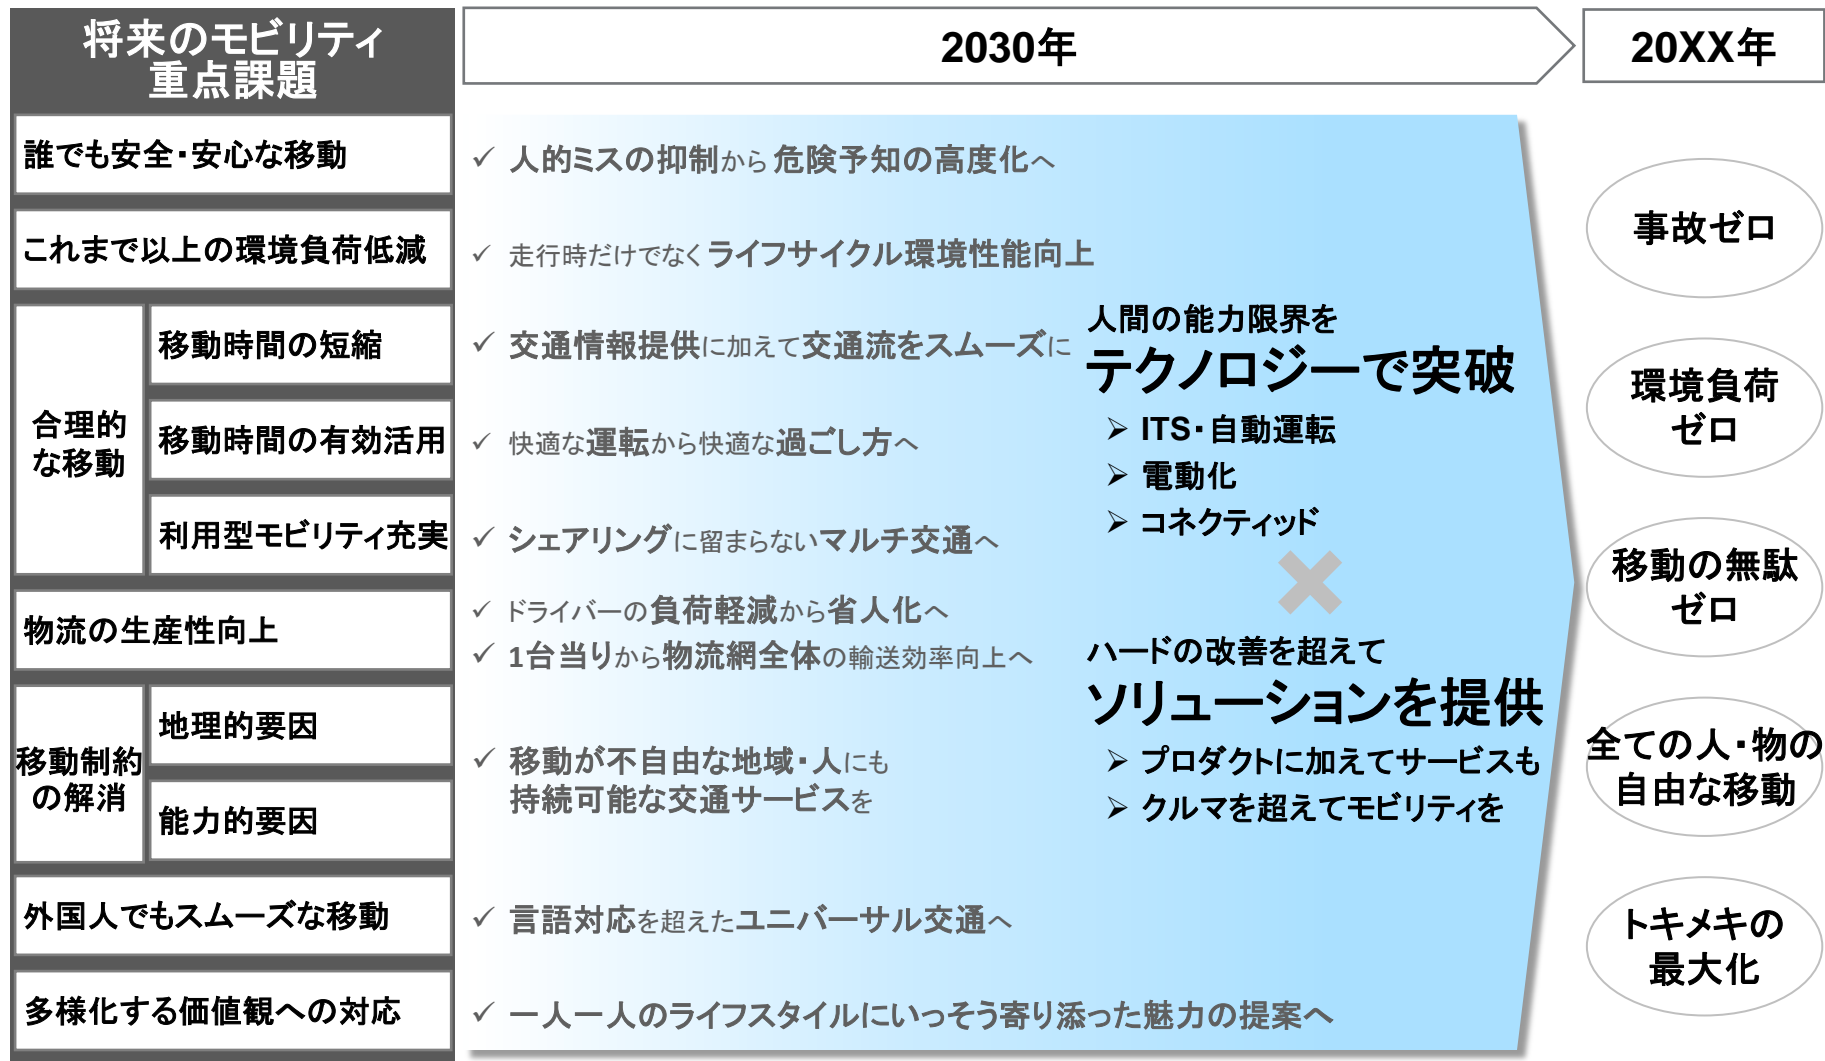 将来のモビリティ
重点課題
2030年
20XX年
誰でも安全・安心な移動
✓ 人的ミスの抑制から危険予知の高度化へ
これまで以上の環境負荷低減
✓ 走行時だけでなくライフサイクル環境性能向上
合理的
な移動
移動時間の短縮
✓ 交通情報提供に加えて交通流をスムーズに
移動時間の有効活用
✓ 快適な運転から快適な過ごし方へ
利用型モビリティ充実
✓ シェアリングに留まらないマルチ交通へ
物流の生産性向上
✓ ドライバーの負荷軽減から省人化へ
✓ 1台当りから物流網全体の輸送効率向上へ
移動制約
の解消
地理的要因
能力的要因
✓ 移動が不自由な地域・人にも
持続可能な交通サービスを
外国人でもスムーズな移動
✓ 言語対応を超えたユニバーサル交通へ
多様化する価値観への対応
✓ 一人一人のライフスタイルにいっそう寄り添った魅力の提案へ
人間の能力限界を
テクノロジーで突破
➢ ITS・自動運転
➢ 電動化
➢ コネクティッド
×
ハードの改善を超えて
ソリューションを提供
➢ プロダクトに加えてサービスも
➢ クルマを超えてモビリティを
事故ゼロ
環境負荷
ゼロ
移動の無駄
ゼロ
全ての人・物の
自由な移動
トキメキの
最大化